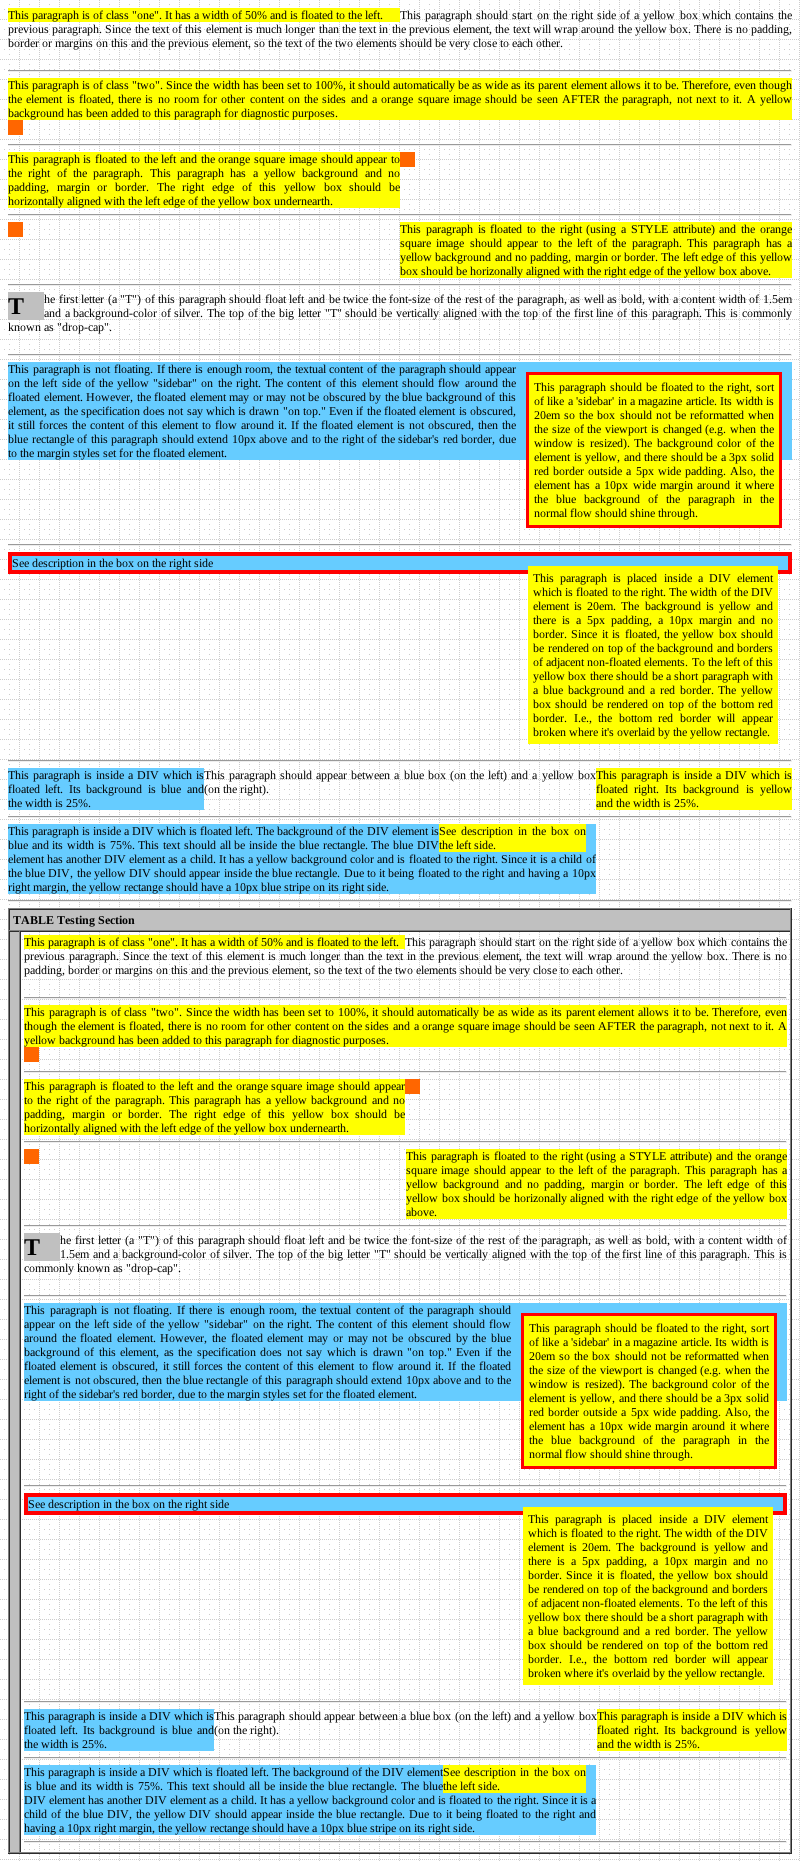 This paragraph is of class "one". It has a width of 50% and is floated to the left. This paragraph should start on the right side of a yellow box which contains the
previous paragraph. Since the text of this element is much longer than the text in the previous element, the text will wrap around the yellow box. There is no padding,
border or margins on this and the previous element, so the text of the two elements should be very close to each other.
This paragraph is of class "two". Since the width has been set to 100%, it should automatically be as wide as its parent element allows it to be. Therefore, even though
the element is floated, there is no room for other content on the sides and a orange square image should be seen AFTER the paragraph, not next to it. A yellow
background has been added to this paragraph for diagnostic purposes.
This paragraph is floated to the left and the orange square image should appear to
the right of the paragraph. This paragraph has a yellow background and no
padding, margin or border. The right edge of this yellow box should be
horizontally aligned with the left edge of the yellow box underneath.
This paragraph is floated to the right (using a STYLE attribute) and the orange
square image should appear to the left of the paragraph. This paragraph has a
yellow background and no padding, margin or border. The left edge of this yellow
box should be horizonally aligned with the right edge of the yellow box above.
The first letter (a "T") of this paragraph should float left and be twice the font-size of the rest of the paragraph, as well as bold, with a content width of 1.5em
and a background-color of silver. The top of the big letter "T" should be vertically aligned with the top of the first line of this paragraph. This is commonly
known as "drop-cap".
This paragraph is not floating. If there is enough room, the textual content of the paragraph should appear
on the left side of the yellow "sidebar" on the right. The content of this element should flow around the
floated element. However, the floated element may or may not be obscured by the blue background of this
element, as the specification does not say which is drawn "on top." Even if the floated element is obscured,
it still forces the content of this element to flow around it. If the floated element is not obscured, then the
blue rectangle of this paragraph should extend 10px above and to the right of the sidebar's red border, due
to the margin styles set for the floated element.
This paragraph should be floated to the right, sort
of like a 'sidebar' in a magazine article. Its width is
20em so the box should not be reformatted when
the size of the viewport is changed (e.g. when the
window is resized). The background color of the
element is yellow, and there should be a 3px solid
red border outside a 5px wide padding. Also, the
element has a 10px wide margin around it where
the blue background of the paragraph in the
normal flow should shine through.
See description in the box on the right side
This paragraph is placed inside a DIV element
which is floated to the right. The width of the DIV
element is 20em. The background is yellow and
there is a 5px padding, a 10px margin and no
border. Since it is floated, the yellow box should
be rendered on top of the background and borders
of adjacent non-floated elements. To the left of this
yellow box there should be a short paragraph with
a blue background and a red border. The yellow
box should be rendered on top of the bottom red
border. I.e., the bottom red border will appear
broken where it's overlaid by the yellow rectangle.
This paragraph is inside a DIV which is
floated left. Its background is blue and
the width is 25%.
This paragraph should appear between a blue box (on the left) and a yellow box
(on the right).
This paragraph is inside a DIV which is
floated right. Its background is yellow
and the width is 25%.
This paragraph is inside a DIV which is floated left. The background of the DIV element is
blue and its width is 75%. This text should all be inside the blue rectangle. The blue DIV
element has another DIV element as a child. It has a yellow background color and is floated to the right. Since it is a child of
the blue DIV, the yellow DIV should appear inside the blue rectangle. Due to it being floated to the right and having a 10px
right margin, the yellow rectange should have a 10px blue stripe on its right side.
See description in the box on
the left side.
TABLE Testing Section
This paragraph is of class "one". It has a width of 50% and is floated to the left. This paragraph should start on the right side of a yellow box which contains the
previous paragraph. Since the text of this element is much longer than the text in the previous element, the text will wrap around the yellow box. There is no
padding, border or margins on this and the previous element, so the text of the two elements should be very close to each other.
This paragraph is of class "two". Since the width has been set to 100%, it should automatically be as wide as its parent element allows it to be. Therefore, even
though the element is floated, there is no room for other content on the sides and a orange square image should be seen AFTER the paragraph, not next to it. A
yellow background has been added to this paragraph for diagnostic purposes.
This paragraph is floated to the left and the orange square image should appear
to the right of the paragraph. This paragraph has a yellow background and no
padding, margin or border. The right edge of this yellow box should be
horizontally aligned with the left edge of the yellow box underneath.
This paragraph is floated to the right (using a STYLE attribute) and the orange
square image should appear to the left of the paragraph. This paragraph has a
yellow background and no padding, margin or border. The left edge of this
yellow box should be horizonally aligned with the right edge of the yellow box
above.
The first letter (a "T") of this paragraph should float left and be twice the font-size of the rest of the paragraph, as well as bold, with a content width of
1.5em and a background-color of silver. The top of the big letter "T" should be vertically aligned with the top of the first line of this paragraph. This is
commonly known as "drop-cap".
This paragraph is not floating. If there is enough room, the textual content of the paragraph should
appear on the left side of the yellow "sidebar" on the right. The content of this element should flow
around the floated element. However, the floated element may or may not be obscured by the blue
background of this element, as the specification does not say which is drawn "on top." Even if the
floated element is obscured, it still forces the content of this element to flow around it. If the floated
element is not obscured, then the blue rectangle of this paragraph should extend 10px above and to the
right of the sidebar's red border, due to the margin styles set for the floated element.
This paragraph should be floated to the right, sort
of like a 'sidebar' in a magazine article. Its width is
20em so the box should not be reformatted when
the size of the viewport is changed (e.g. when the
window is resized). The background color of the
element is yellow, and there should be a 3px solid
red border outside a 5px wide padding. Also, the
element has a 10px wide margin around it where
the blue background of the paragraph in the
normal flow should shine through.
See description in the box on the right side
This paragraph is placed inside a DIV element
which is floated to the right. The width of the DIV
element is 20em. The background is yellow and
there is a 5px padding, a 10px margin and no
border. Since it is floated, the yellow box should
be rendered on top of the background and borders
of adjacent non-floated elements. To the left of this
yellow box there should be a short paragraph with
a blue background and a red border. The yellow
box should be rendered on top of the bottom red
border. I.e., the bottom red border will appear
broken where it's overlaid by the yellow rectangle.
This paragraph is inside a DIV which is
floated left. Its background is blue and
the width is 25%.
This paragraph should appear between a blue box (on the left) and a yellow box
(on the right).
This paragraph is inside a DIV which is
floated right. Its background is yellow
and the width is 25%.
This paragraph is inside a DIV which is floated left. The background of the DIV element
is blue and its width is 75%. This text should all be inside the blue rectangle. The blue
DIV element has another DIV element as a child. It has a yellow background color and is floated to the right. Since it is a
child of the blue DIV, the yellow DIV should appear inside the blue rectangle. Due to it being floated to the right and
having a 10px right margin, the yellow rectange should have a 10px blue stripe on its right side.
See description in the box on
the left side.